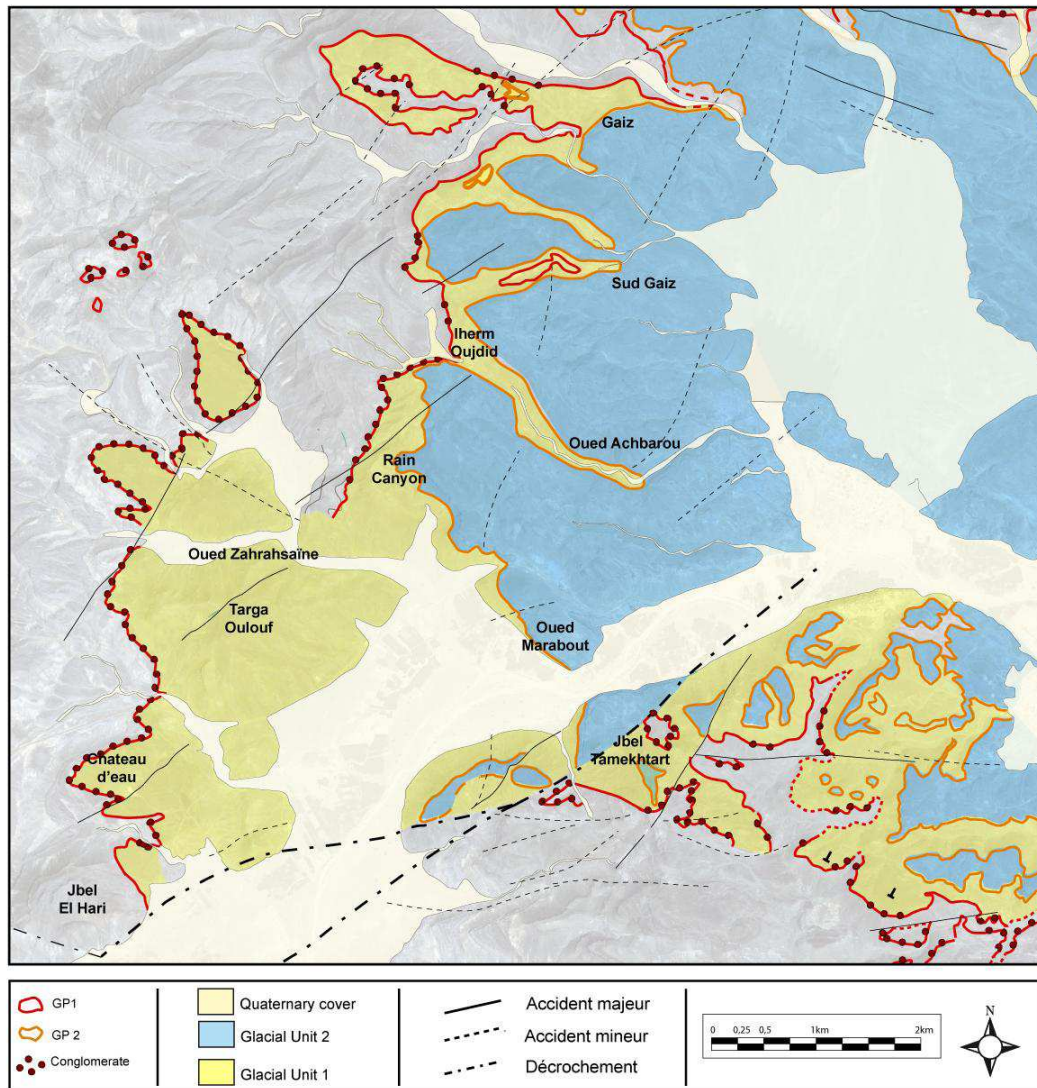 Gaiz
Sud Gaiz
Iherm
Oujdid
Oued Achbarou
Rain
Canyon
Oued Zahrahsaïne
Targa
Oulouf
Oued
Marabout
Jbel
Tamekhtart
Chateau
d'eau
Jbel
El Hari
GP1
GP 2
Conglomerate
Quaternary cover
Glacial Unit 2
Glacial Unit 1
Accident majeur
Accident mineur
Décrochement
0 0,25 0,5 1km 2km
N